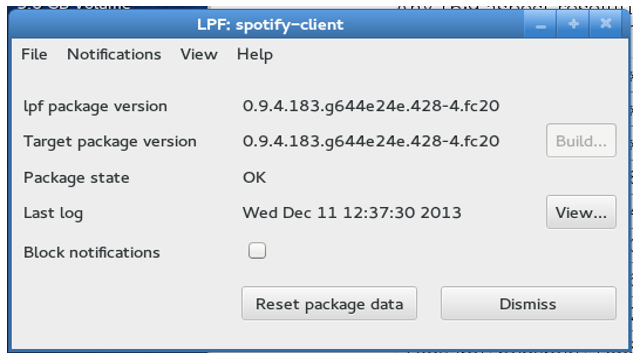 LPF: spotify-client
File Notifications View Help
lpf package version 0.9.4.183.g644e24e.428-4.fc20
Target package version 0.9.4.183.g644e24e.428-4.fc20 Build...
Package state OK
Last log Wed Dec 11 12:37:30 2013 View...
Block notifications
Reset package data Dismiss